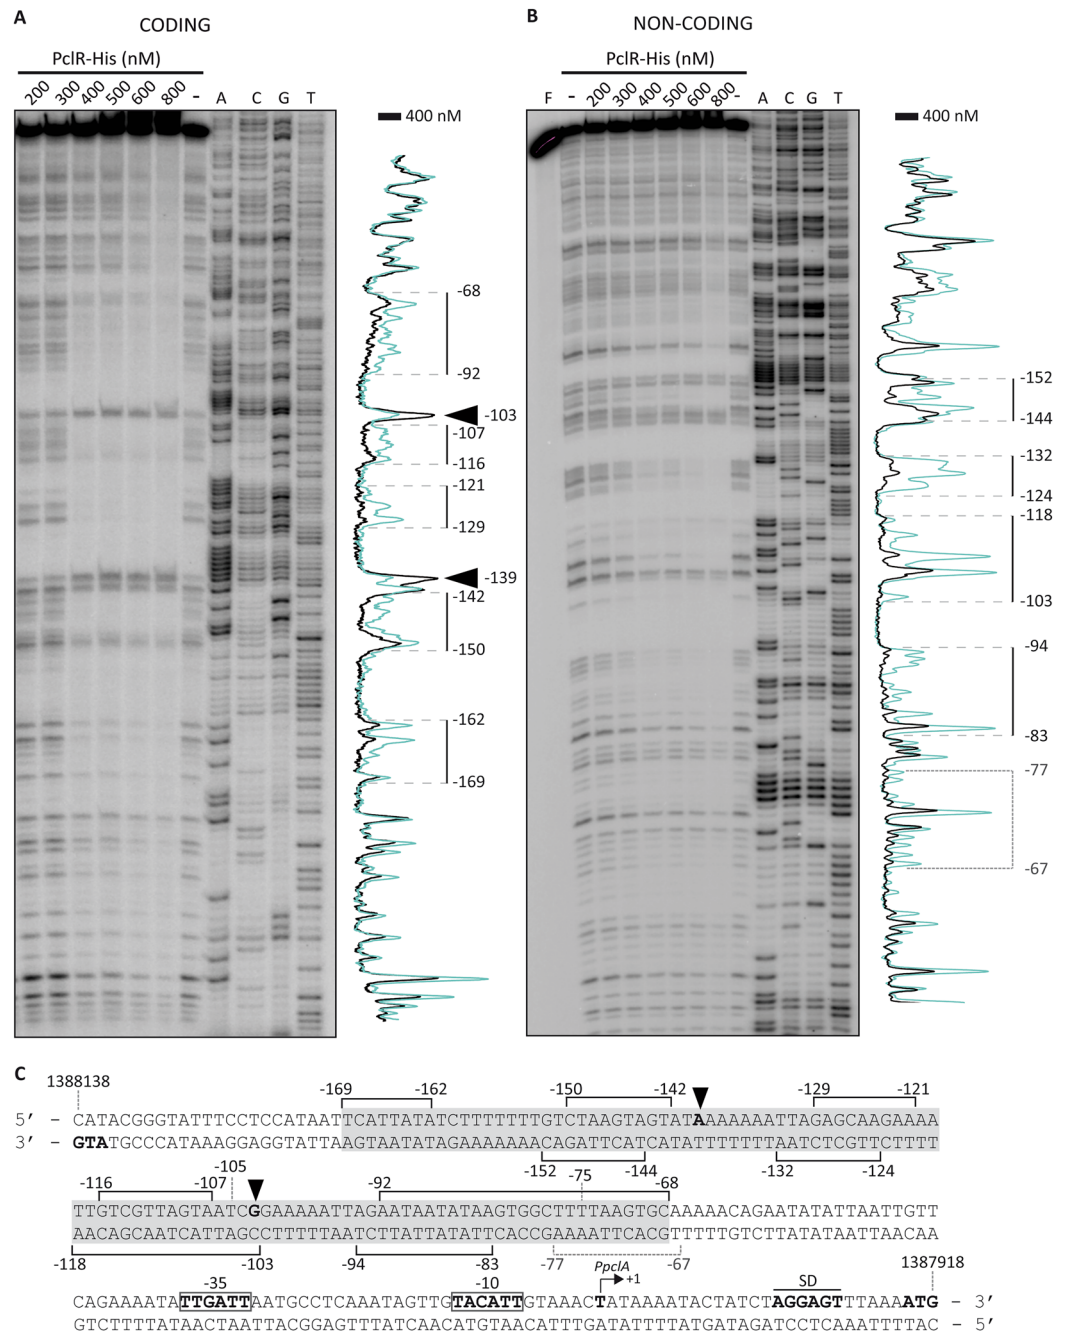 A
CODING
PclR-His (nM)
200 300 400 500 600 800 - A C G T
400 nM
-68
-92
-103
-107
-116
-121
-129
-139
-142
-150
-162
-169
B
NON-CODING
PclR-His (nM)
F - 200 300 400 500 600 800 - A C G T
400 nM
-152
-144
-132
-124
-118
-103
-94
-83
-77
-67
C
1388138
-169 -162 -150 -142 -129 -121
5′ – CATACGGGTATTTCCTCCATAATTCATTATATCTTTTTTTGTCTAAGTAGTATAAAAAAATTAGAGCAAGAAAA
3′ – GTATGCCCATAAAGGAGGTATTAAGTAATATAGAAAAAAACAGATTCATCATATTTTTTTAATCTCGTTCTTTT
-152 -144 -132 -124
-116 -107 -105 -92 -75 -68
TTGTCGTTAGTAATCGGAAAAATTAGAATAATATAAGTGGCTTTTAAGTGCAAAAACAGAATATATTAATTGTT
AACAGCAATCATTAGCCTTTTTAATCTTATTATATTCACCGAAAATTCACGTTTTTGTCTTATATAATTAACAA
-118 -103 -94 -83 -77 -67
-35 -10 PpclA +1 SD 1387918
CAGAAAATATTGATTAATGCCTCAAATAGTTGTACATTGTAAACTATAAAATACTATCTAGGAGTTTAAAATG – 3′
GTCTTTTATAACTAATTACGGAGTTTATCAACATGTAACATTTGATATTTTATGATAGATCCTCAAATTTTAC – 5′